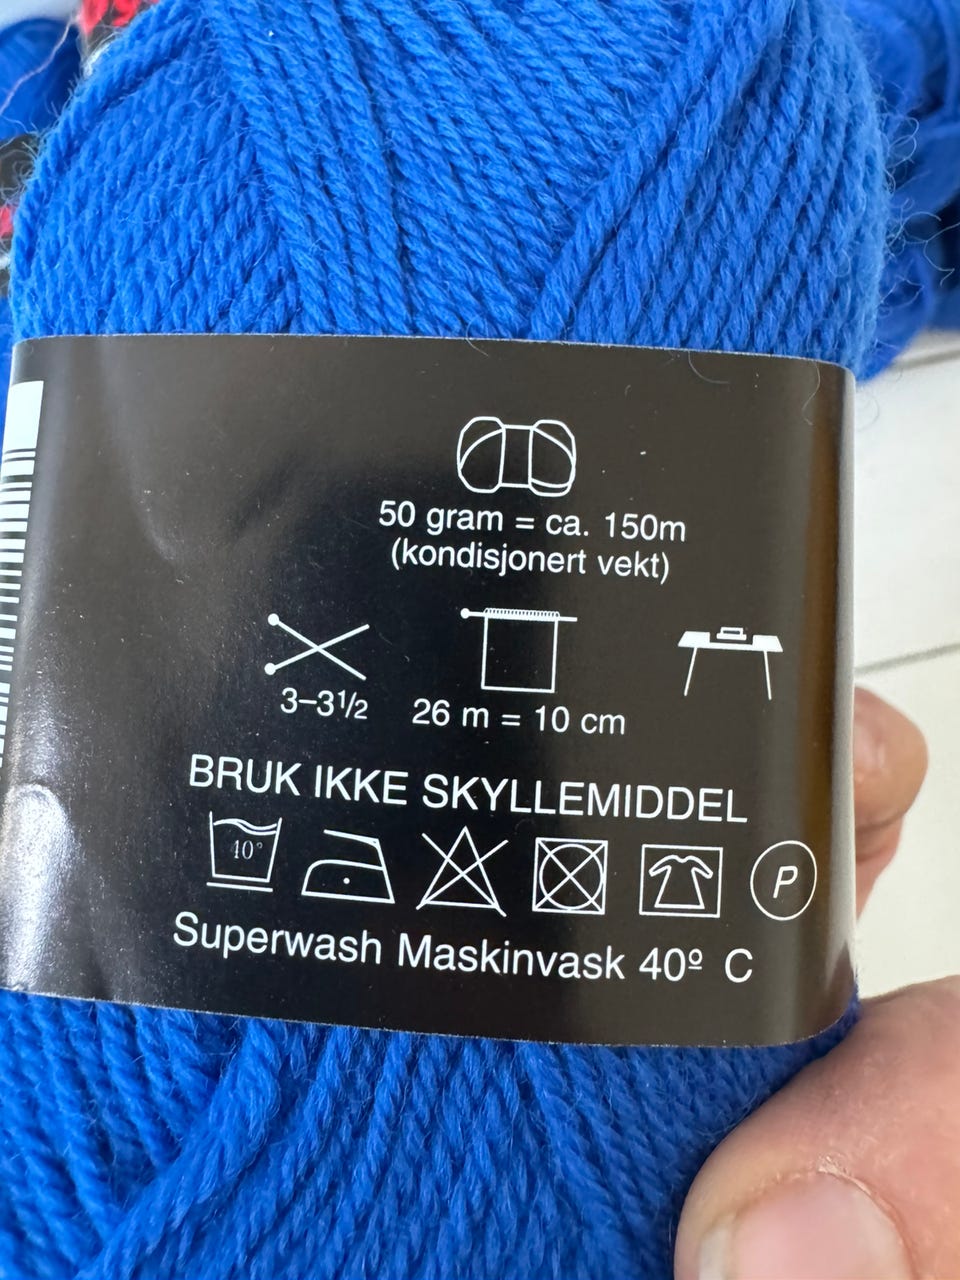 50 gram = ca. 150m
(kondisjonert vekt)
3–3½
26 m = 10 cm
BRUK IKKE SKYLLEMIDDEL
40°
P
Superwash Maskinvask 40º C